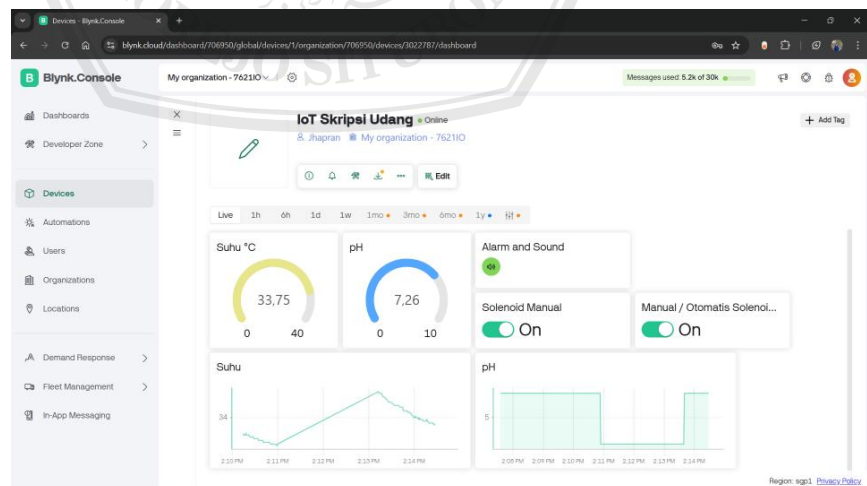 Devices - Blynk.Console
blynk.cloud/dashboard/706950/global/devices/1/organization/706950/devices/3022787/dashboard
B Blynk.Console
My organization - 7621IO
Messages used: 5.2k of 30k
Dashboards
Developer Zone
Devices
Automations
Users
Organizations
Locations
Demand Response
Fleet Management
In-App Messaging
IoT Skripsi Udang Online
Jhapran My organization - 7621IO
Edit
+ Add Tag
Live 1h 6h 1d 1w 1mo 3mo 6mo 1y
Suhu °C
33,75
0 40
pH
7,26
0 10
Alarm and Sound
Solenoid Manual
On
Manual / Otomatis Solenoi...
On
Suhu
34
2:10 PM 2:11 PM 2:12 PM 2:13 PM 2:14 PM
pH
5
2:08 PM 2:09 PM 2:10 PM 2:11 PM 2:12 PM 2:13 PM 2:14 PM
Region: sgp1 Privacy Policy